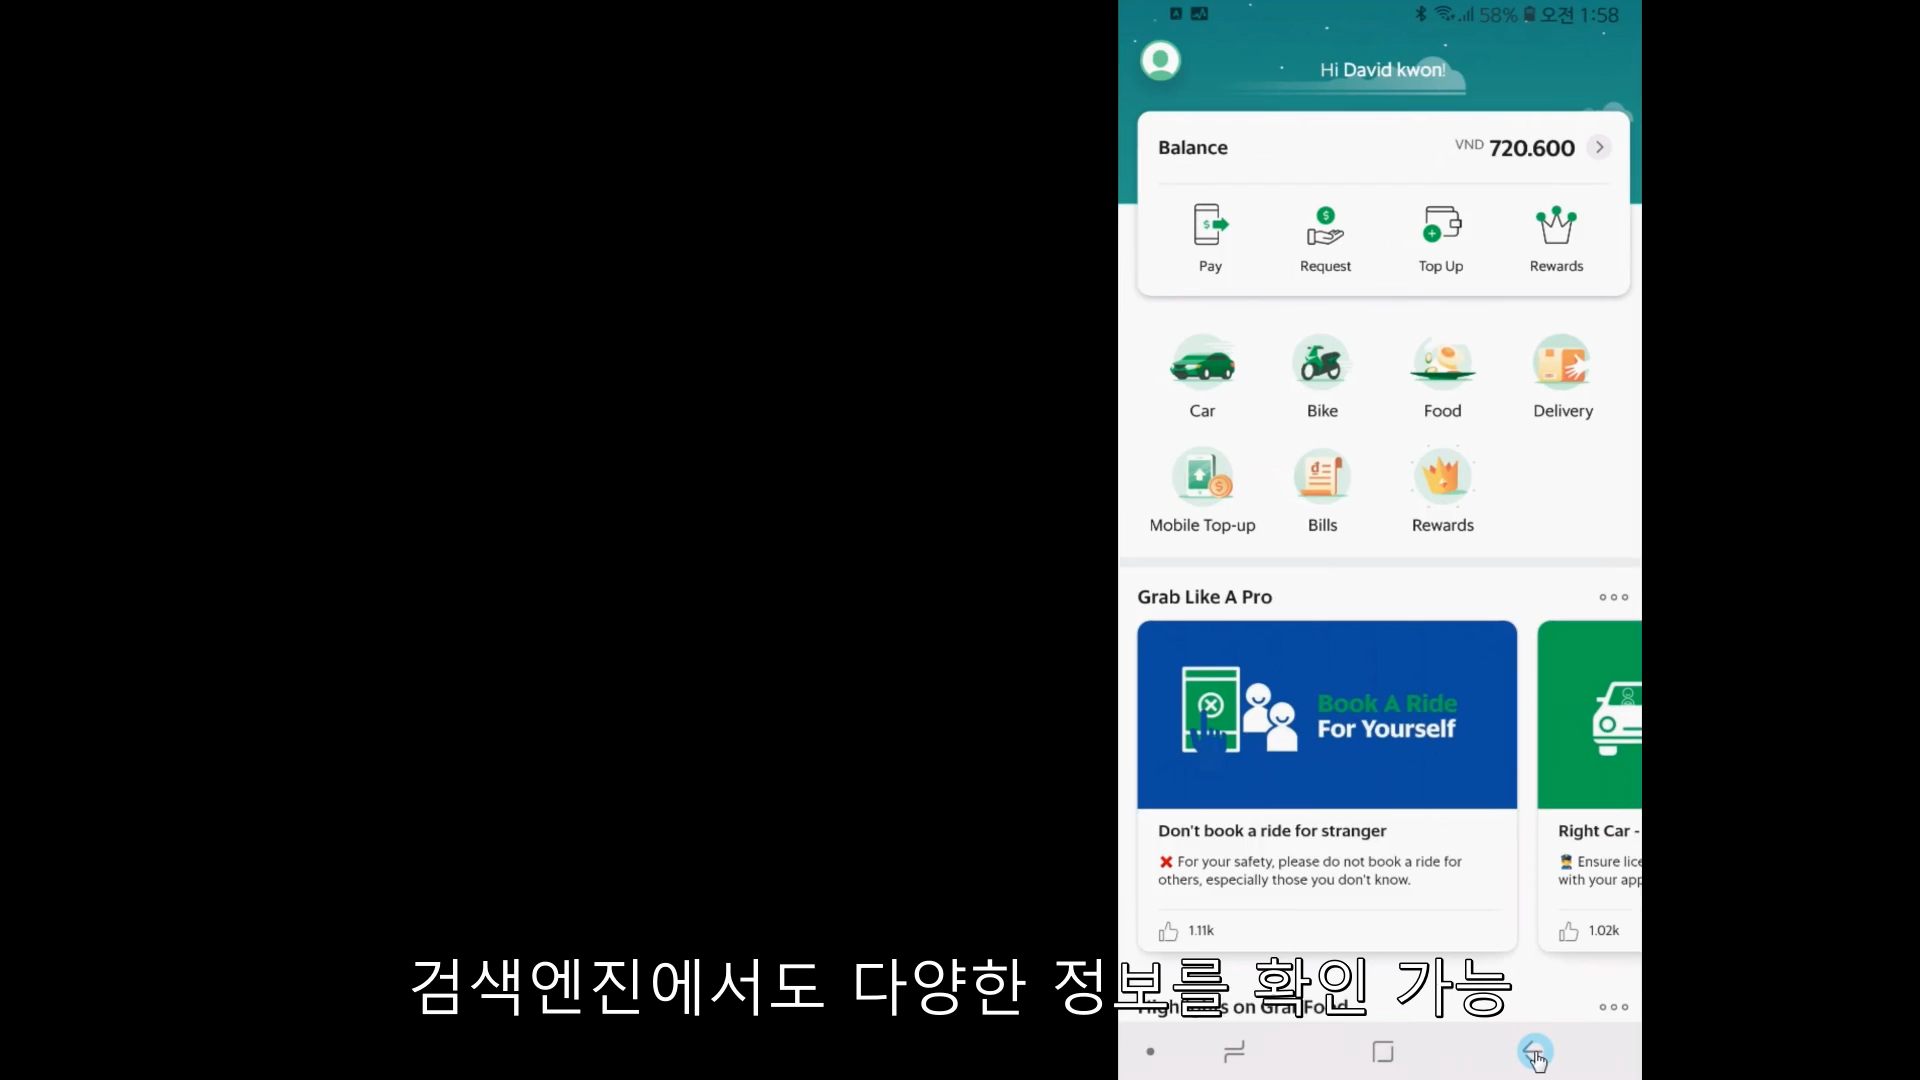 58% 오전 1:58
Hi David kwon!
Balance
VND 720.600
Pay
Request
Top Up
Rewards
Car
Bike
Food
Delivery
Mobile Top-up
Bills
Rewards
Grab Like A Pro
Book A Ride
For Yourself
Don't book a ride for stranger
❌ For your safety, please do not book a ride for
others, especially those you don't know.
1.11k
Right Car -
Ensure lice
with your app
1.02k
on Food
검색엔진에서도 다양한 정보를 확인 가능